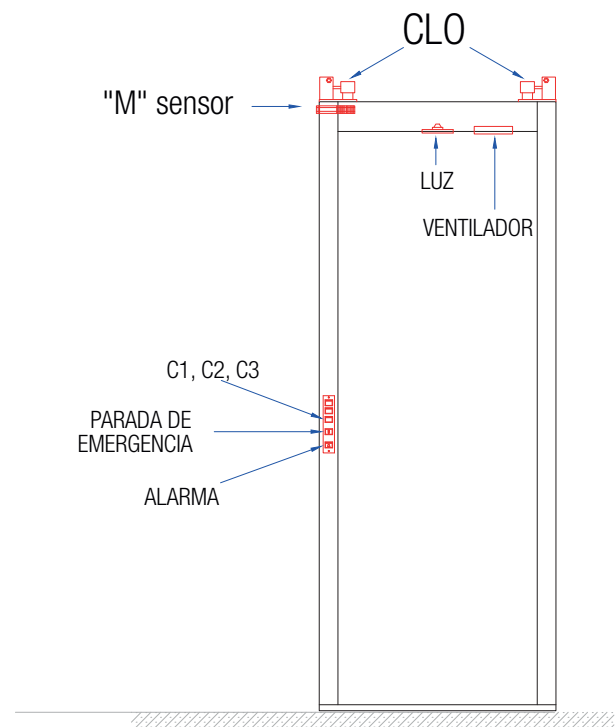 CLO
"M" sensor
LUZ
VENTILADOR
C1, C2, C3
PARADA DE
EMERGENCIA
ALARMA